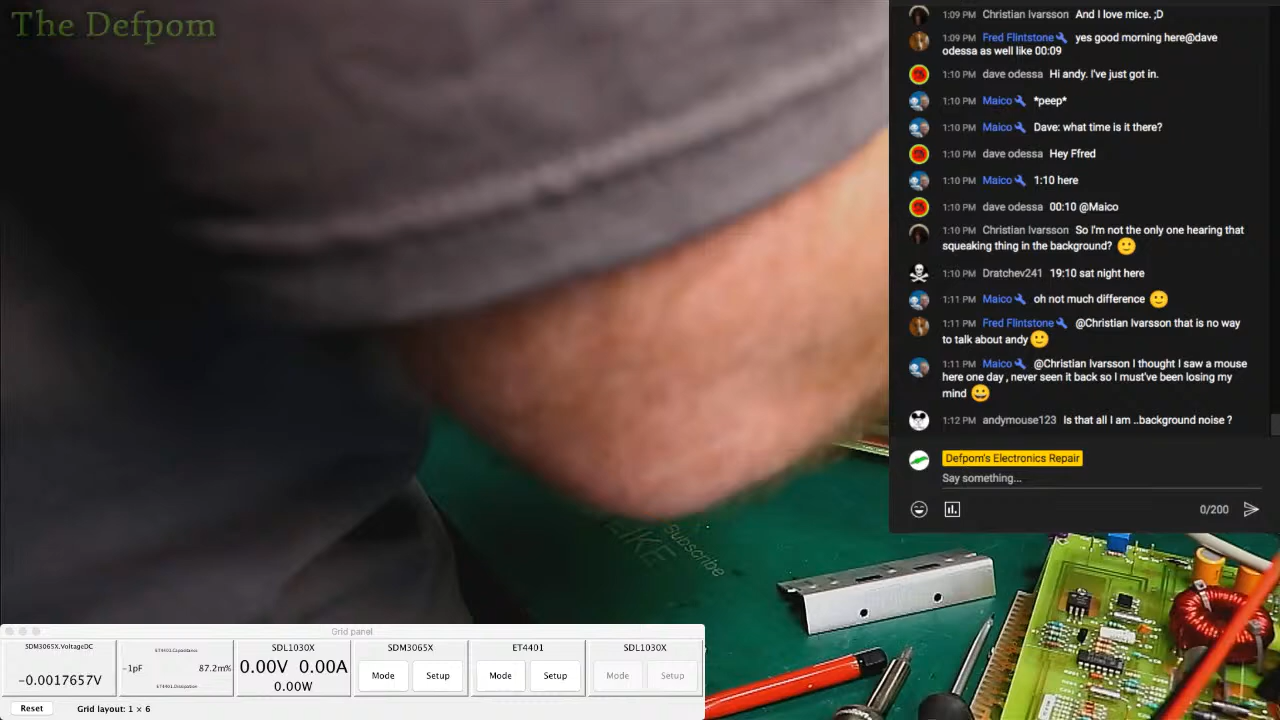 The Defpom
1:09 PM Christian Ivarsson And I love mice. ;D
1:09 PM Fred Flintstone yes good morning here@dave
odessa as well like 00:09
1:10 PM dave odessa Hi andy. I've just got in.
1:10 PM Maico *peep*
1:10 PM Maico Dave: what time is it there?
1:10 PM dave odessa Hey Ffred
1:10 PM Maico 1:10 here
1:10 PM dave odessa 00:10 @Maico
1:10 PM Christian Ivarsson So I'm not the only one hearing that
squeaking thing in the background?
1:10 PM Dratchev241 19:10 sat night here
1:11 PM Maico oh not much difference
1:11 PM Fred Flintstone @Christian Ivarsson that is no way
to talk about andy
1:11 PM Maico @Christian Ivarsson I thought I saw a mouse
here one day , never seen it back so I must've been losing my
mind
1:12 PM andymouse123 Is that all I am ..background noise ?
Defpom's Electronics Repair
Say something...
0/200
LIKE
Subscribe
Grid panel
SDM3065X.VoltageDC
-0.0017657V
ET4401.Capacitance
-1pF 87.2m%
ET4401.Dissipation
SDL1030X
0.00V 0.00A
0.00W
SDM3065X
Mode Setup
ET4401
Mode Setup
SDL1030X
Mode Setup
Reset Grid layout: 1 × 6